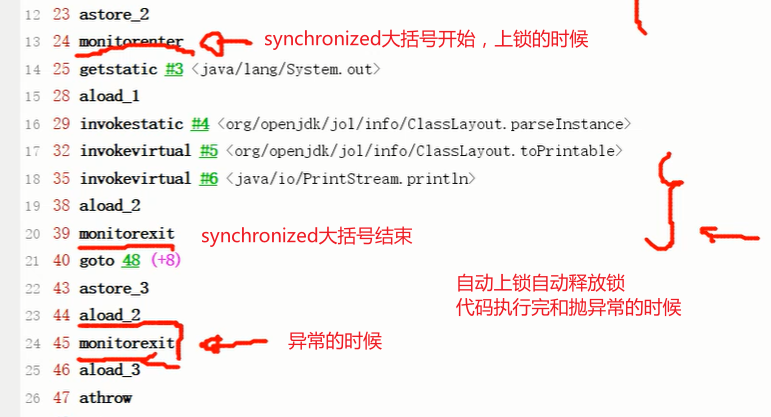 12 23 astore_2
13 24 monitorenter synchronized大括号开始，上锁的时候
14 25 getstatic #3 <java/lang/System.out>
15 28 aload_1
16 29 invokestatic #4 <org/openjdk/jol/info/ClassLayout.parseInstance>
17 32 invokevirtual #5 <org/openjdk/jol/info/ClassLayout.toPrintable>
18 35 invokevirtual #6 <java/io/PrintStream.println>
19 38 aload_2
20 39 monitorexit synchronized大括号结束
21 40 goto 48 (+8)
22 43 astore_3
自动上锁自动释放锁
23 44 aload_2
代码执行完和抛异常的时候
24 45 monitorexit 异常的时候
25 46 aload_3
26 47 athrow